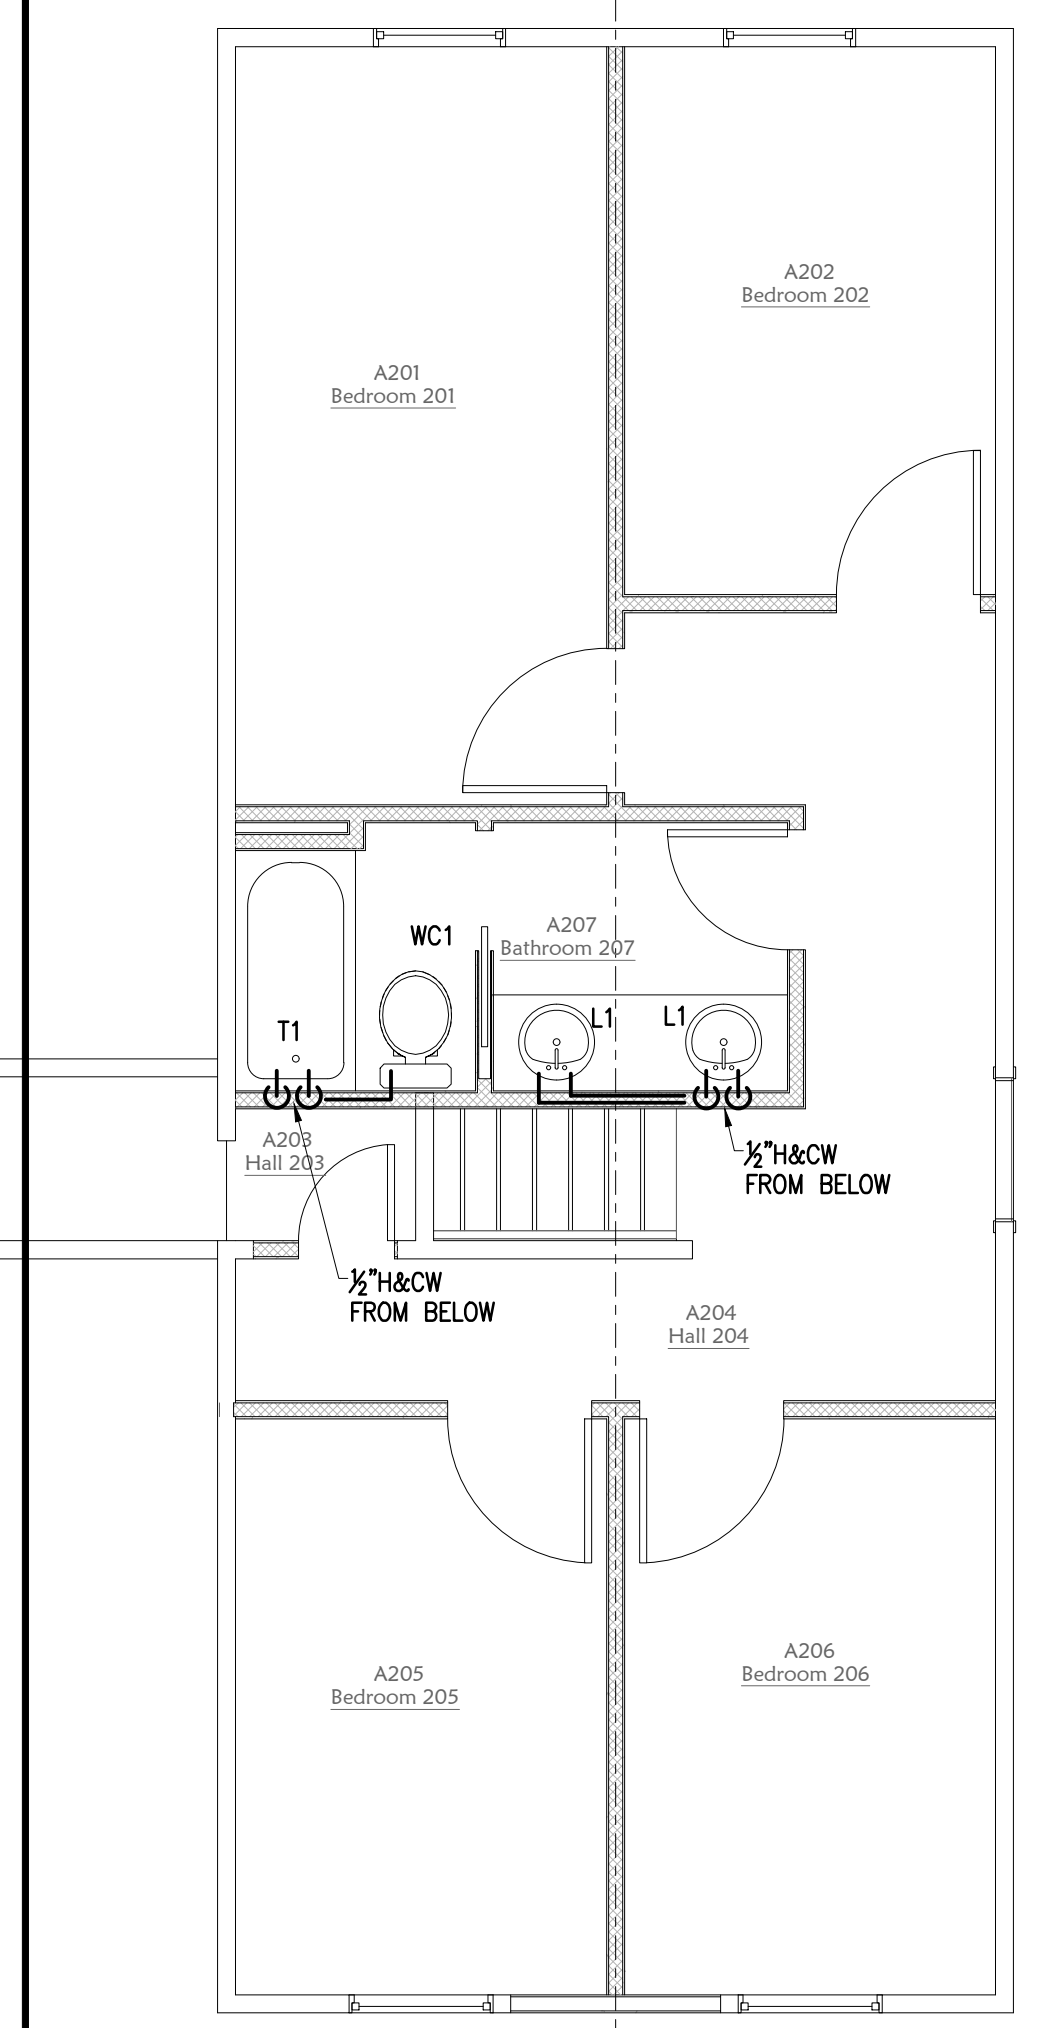 A202
Bedroom 202
A201
Bedroom 201
A207
Bathroom 207
WC1
T1
L1
L1
A203
Hall 203
½"H&CW
FROM BELOW
½"H&CW
FROM BELOW
A204
Hall 204
A206
Bedroom 206
A205
Bedroom 205